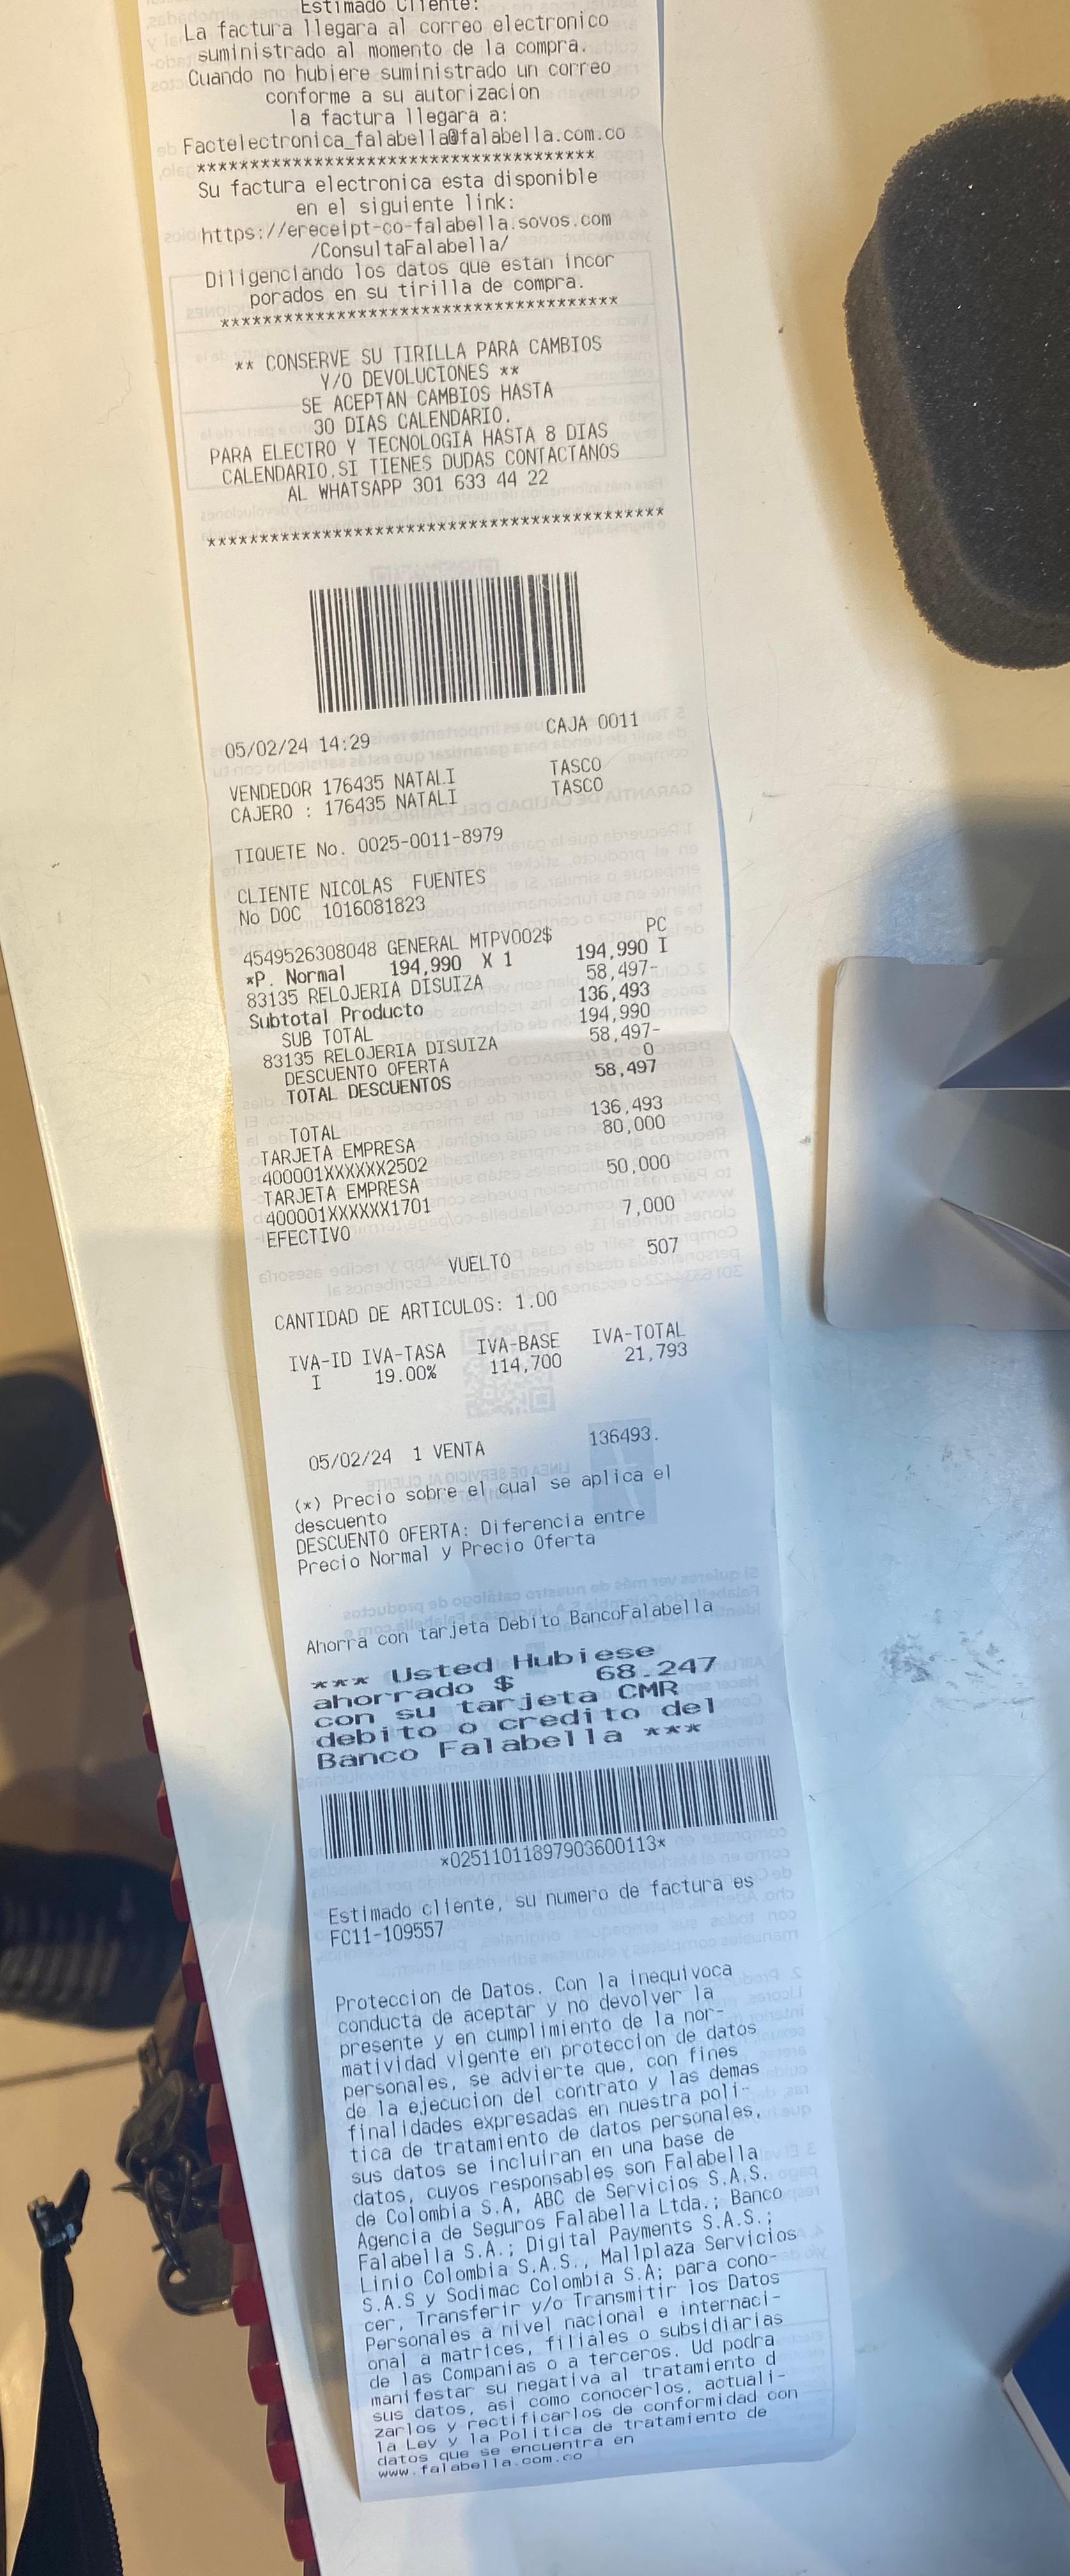 Estimado Cliente:
La factura llegara al correo electronico
suministrado al momento de la compra.
Cuando no hubiere suministrado un correo
conforme a su autorizacion
la factura llegara a:
Factelectronica_falabella@falabella.com.co
**************************************
Su factura electronica esta disponible
en el siguiente link:
https://ereceipt-co-falabella.sovos.com
/ConsultaFalabella/
Diligenciando los datos que estan incor
porados en su tirilla de compra.
**************************************
** CONSERVE SU TIRILLA PARA CAMBIOS
Y/O DEVOLUCIONES **
SE ACEPTAN CAMBIOS HASTA
30 DIAS CALENDARIO.
PARA ELECTRO Y TECNOLOGIA HASTA 8 DIAS
CALENDARIO.SI TIENES DUDAS CONTACTANOS
AL WHATSAPP 301 633 44 22
********************************************
05/02/24 14:29 CAJA 0011
VENDEDOR 176435 NATALI TASCO
CAJERO : 176435 NATALI TASCO
TIQUETE No. 0025-0011-8979
CLIENTE NICOLAS FUENTES
No DOC 1016081823
4549526308048 GENERAL MTPV002$ PC
*P. Normal 194,990 X 1 194,990 I
83135 RELOJERIA DISUIZA 58,497-
Subtotal Producto 136,493
SUB TOTAL 194,990
83135 RELOJERIA DISUIZA 58,497-
DESCUENTO OFERTA 0
TOTAL DESCUENTOS 58,497
TOTAL 136,493
TARJETA EMPRESA 80,000
400001XXXXXX2502
TARJETA EMPRESA 50,000
400001XXXXXX1701
EFECTIVO 7,000
VUELTO 507
CANTIDAD DE ARTICULOS: 1.00
IVA-ID IVA-TASA IVA-BASE IVA-TOTAL
I 19.00% 114,700 21,793
05/02/24 1 VENTA 136493.
(*) Precio sobre el cual se aplica el
descuento
DESCUENTO OFERTA: Diferencia entre
Precio Normal y Precio Oferta
Ahorra con tarjeta Debito BancoFalabella
*** Usted Hubiese
ahorrado $ 68.247
con su tarjeta CMR
debito o credito del
Banco Falabella ***
*02511011897903600113*
Estimado cliente, su numero de factura es
FC11-109557
Proteccion de Datos. Con la inequivoca
conducta de aceptar y no devolver la
presente y en cumplimiento de la nor-
matividad vigente en proteccion de datos
personales, se advierte que, con fines
de la ejecucion del contrato y las demas
finalidades expresadas en nuestra poli-
tica de tratamiento de datos personales,
sus datos se incluiran en una base de
datos, cuyos responsables son Falabella
de Colombia S.A, ABC de Servicios S.A.S.
Agencia de Seguros Falabella Ltda.; Banco
Falabella S.A.; Digital Payments S.A.S.;
Linio Colombia S.A.S., Mallplaza Servicios
S.A.S y Sodimac Colombia S.A; para cono-
cer, Transferir y/o Transmitir los Datos
Personales a nivel nacional e internaci-
onal a matrices, filiales o subsidiarias
de las Companias o a terceros. Ud podra
manifestar su negativa al tratamiento d
sus datos, asi como conocerlos, actuali-
zarlos y rectificarlos de conformidad con
la Ley y la Politica de tratamiento de
datos que se encuentra en
www.falabella.com.co